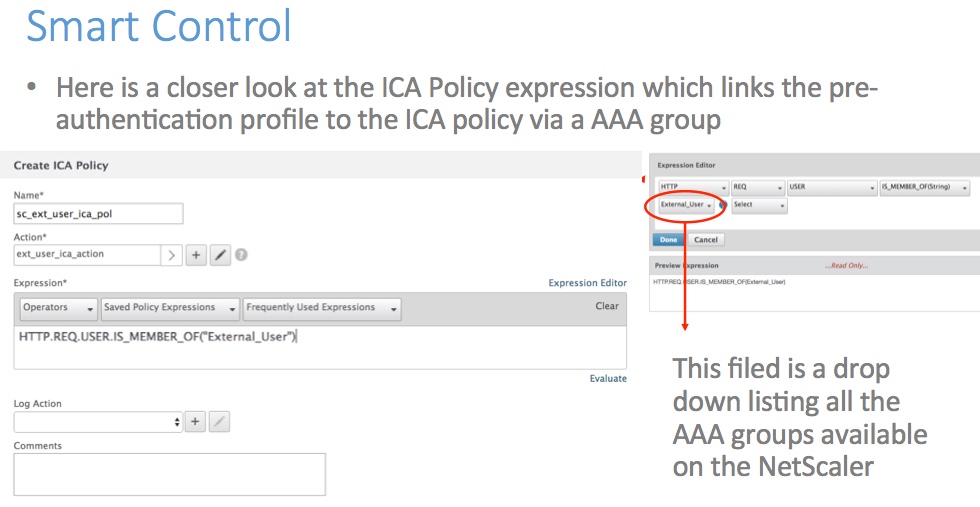 Smart Control
• Here is a closer look at the ICA Policy expression which links the pre-
authentication profile to the ICA policy via a AAA group
Create ICA Policy
Name*
sc_ext_user_ica_pol
Action*
ext_user_ica_action
Expression*
Expression Editor
Operators
Saved Policy Expressions
Frequently Used Expressions
Clear
HTTP.REQ.USER.IS_MEMBER_OF("External_User")
Evaluate
Log Action
Comments
Expression Editor
HTTP
REQ
USER
IS_MEMBER_OF(String)
External_User
Select
Done
Cancel
Preview Expression
...Read Only...
HTTP.REQ.USER.IS_MEMBER_OF(External_User)
This filed is a drop
down listing all the
AAA groups available
on the NetScaler